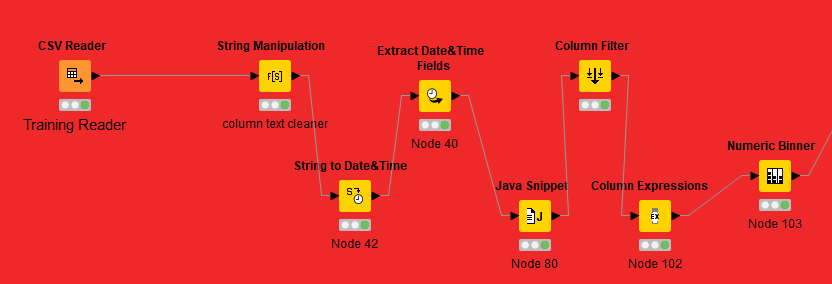 CSV Reader
Training Reader
String Manipulation
F[S]
column text cleaner
String to Date&Time
S
Node 42
Extract Date&Time
Fields
Node 40
Java Snippet
J
Node 80
Column Filter
Column Expressions
EX
Node 102
Numeric Binner
Node 103